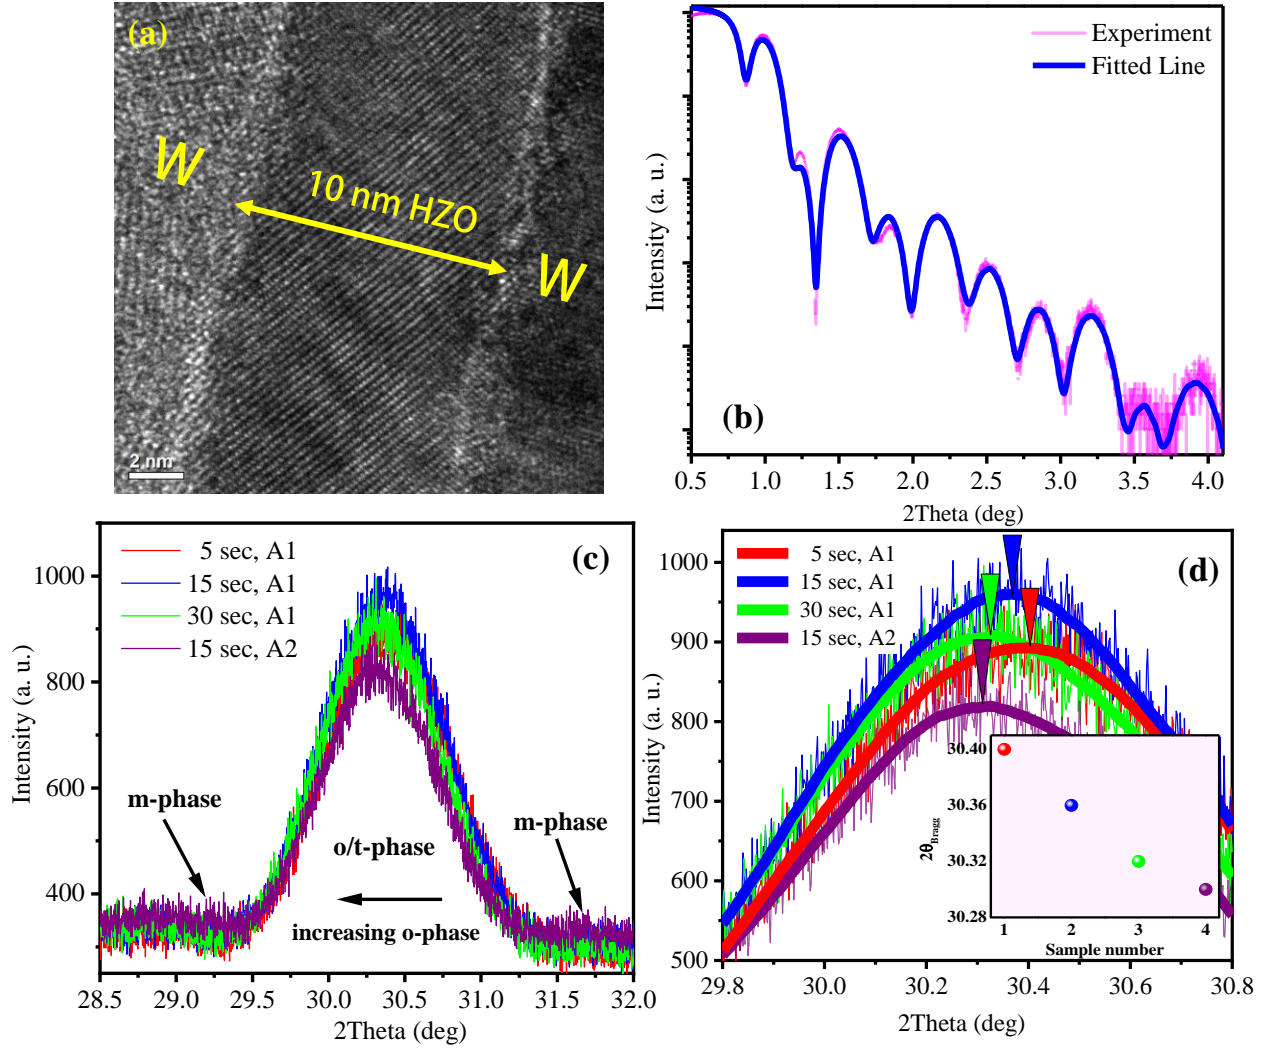 (a)
W
10 nm HZO
W
2 nm
Experiment
Fitted Line
Intensity (a. u.)
(b)
0.5 1.0 1.5 2.0 2.5 3.0 3.5 4.0
2Theta (deg)
5 sec, A1
15 sec, A1
30 sec, A1
15 sec, A2
(c)
1000
800
600
400
Intensity (a. u.)
m-phase
o/t-phase
m-phase
increasing o-phase
28.5 29.0 29.5 30.0 30.5 31.0 31.5 32.0
2Theta (deg)
5 sec, A1
15 sec, A1
30 sec, A1
15 sec, A2
(d)
1000
900
800
700
600
500
Intensity (a. u.)
30.40
30.36
30.32
30.28
2θBragg
1 2 3 4
Sample number
29.8 30.0 30.2 30.4 30.6 30.8
2Theta (deg)